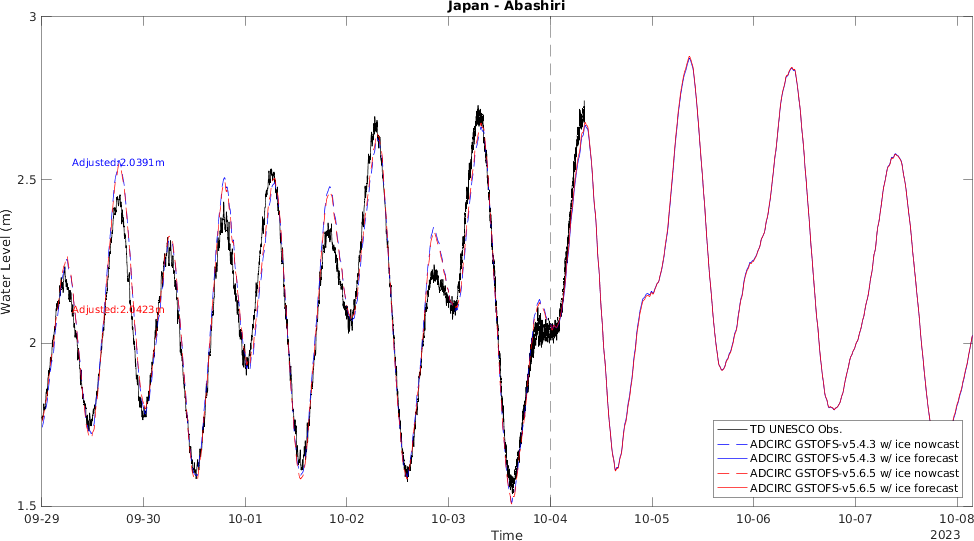 Japan - Abashiri
3
2.5
2
1.5
Water Level (m)
Adjusted:2.0391m
Adjusted:2.0423m
TD UNESCO Obs.
ADCIRC GSTOFS-v5.4.3 w/ ice nowcast
ADCIRC GSTOFS-v5.4.3 w/ ice forecast
ADCIRC GSTOFS-v5.6.5 w/ ice nowcast
ADCIRC GSTOFS-v5.6.5 w/ ice forecast
09-29 09-30 10-01 10-02 10-03 10-04 10-05 10-06 10-07 10-08
Time
2023